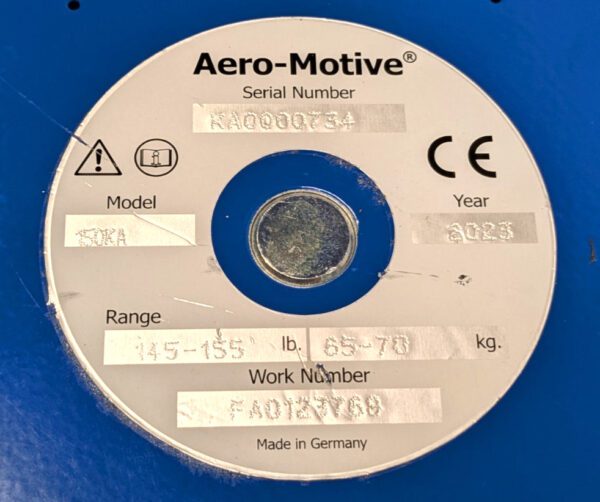 Aero-Motive®
Serial Number
KA0000734
CE
Model
Year
150KA
2023
Range
145-155 lb. 65-70 kg.
Work Number
FA0123768
Made in Germany